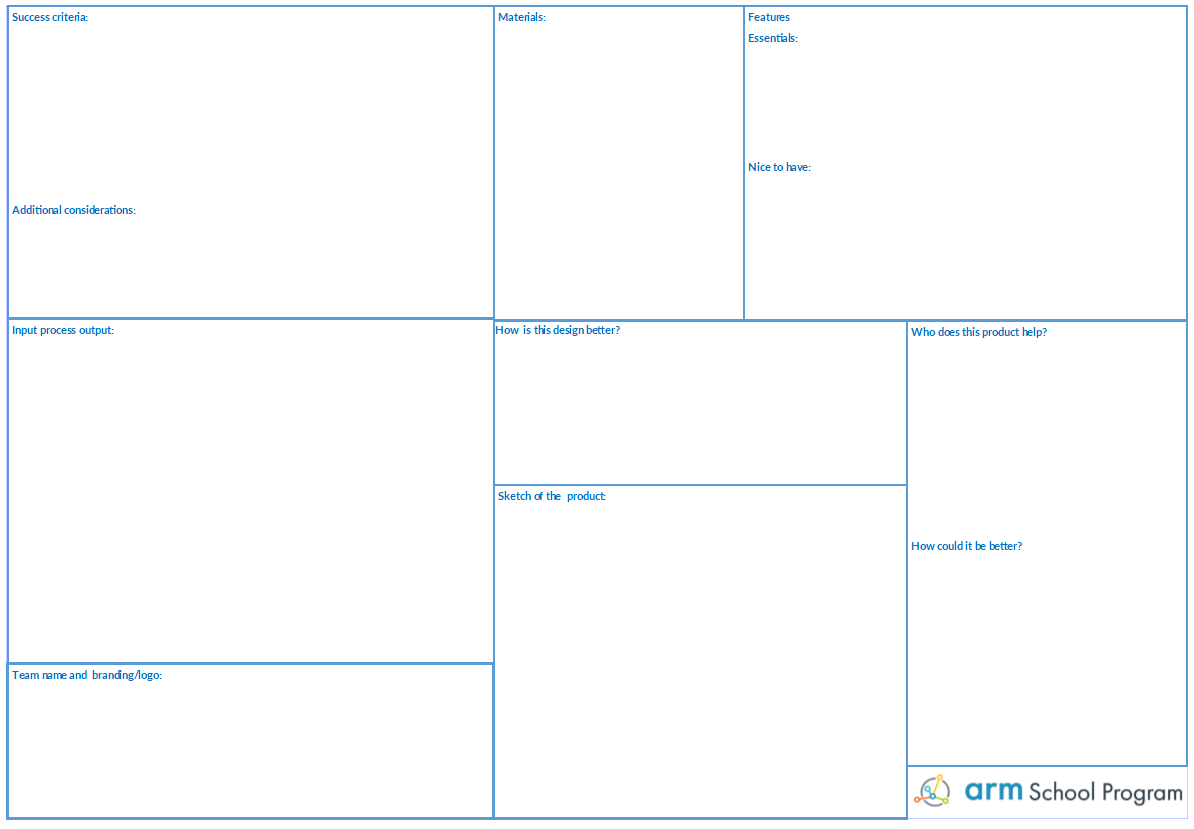 Success criteria:
Additional considerations:
Materials:
Features
Essentials:
Nice to have:
Input process output:
How is this design better?
Who does this product help?
Sketch of the product:
How could it be better?
Team name and branding/logo:
arm School Program